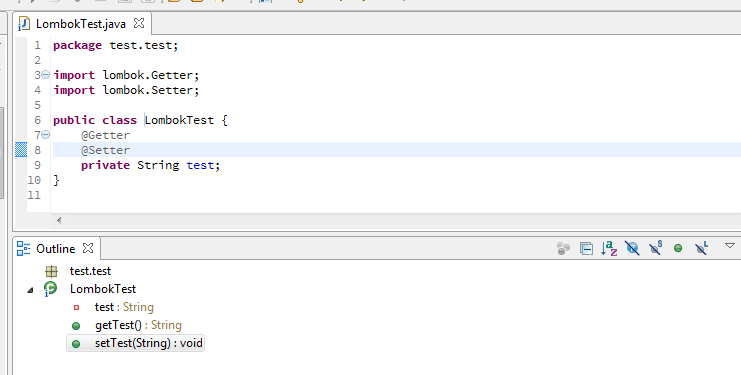 LombokTest.java
1 package test.test;
2
3 import lombok.Getter;
4 import lombok.Setter;
5
6 public class LombokTest {
7 @Getter
8 @Setter
9 private String test;
10 }
11
Outline
test.test
LombokTest
test : String
getTest() : String
setTest(String) : void